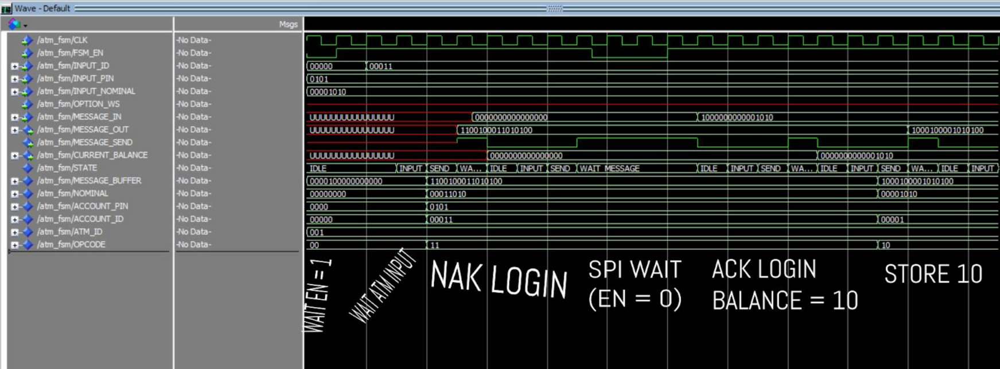 Wave - Default
Msgs
/atm_fsm/CLK -No Data-
/atm_fsm/FSM_EN -No Data-
/atm_fsm/INPUT_ID -No Data- 00000 00011
/atm_fsm/INPUT_PIN -No Data- 0101
/atm_fsm/INPUT_NOMINAL -No Data- 00001010
/atm_fsm/OPTION_WS -No Data-
/atm_fsm/MESSAGE_IN -No Data- UUUUUUUUUUUUUUUU 0000000000000000 1000000000001010
/atm_fsm/MESSAGE_OUT -No Data- UUUUUUUUUUUUUUUU 1100100011010100 1000100001010100
/atm_fsm/MESSAGE_SEND -No Data-
/atm_fsm/CURRENT_BALANCE -No Data- UUUUUUUUUUUUUUUU 0000000000000000 0000000000001010
/atm_fsm/STATE -No Data- IDLE INPUT SEND WA... IDLE INPUT SEND WAIT MESSAGE IDLE INPUT SEND WA... IDLE INPUT SEND WA... IDLE INPUT
/atm_fsm/MESSAGE_BUFFER -No Data- 0000100000000000 1100100011010100 1000100001010100
/atm_fsm/NOMINAL -No Data- 00000000 00011010 00001010
/atm_fsm/ACCOUNT_PIN -No Data- 0000 0101
/atm_fsm/ACCOUNT_ID -No Data- 00000 00011 00001
/atm_fsm/ATM_ID -No Data- 001
/atm_fsm/OPCODE -No Data- 00 11 10
WAIT EN = 1
WAIT ATM INPUT
NAK LOGIN
SPI WAIT
(EN = 0)
ACK LOGIN
BALANCE = 10
STORE 10